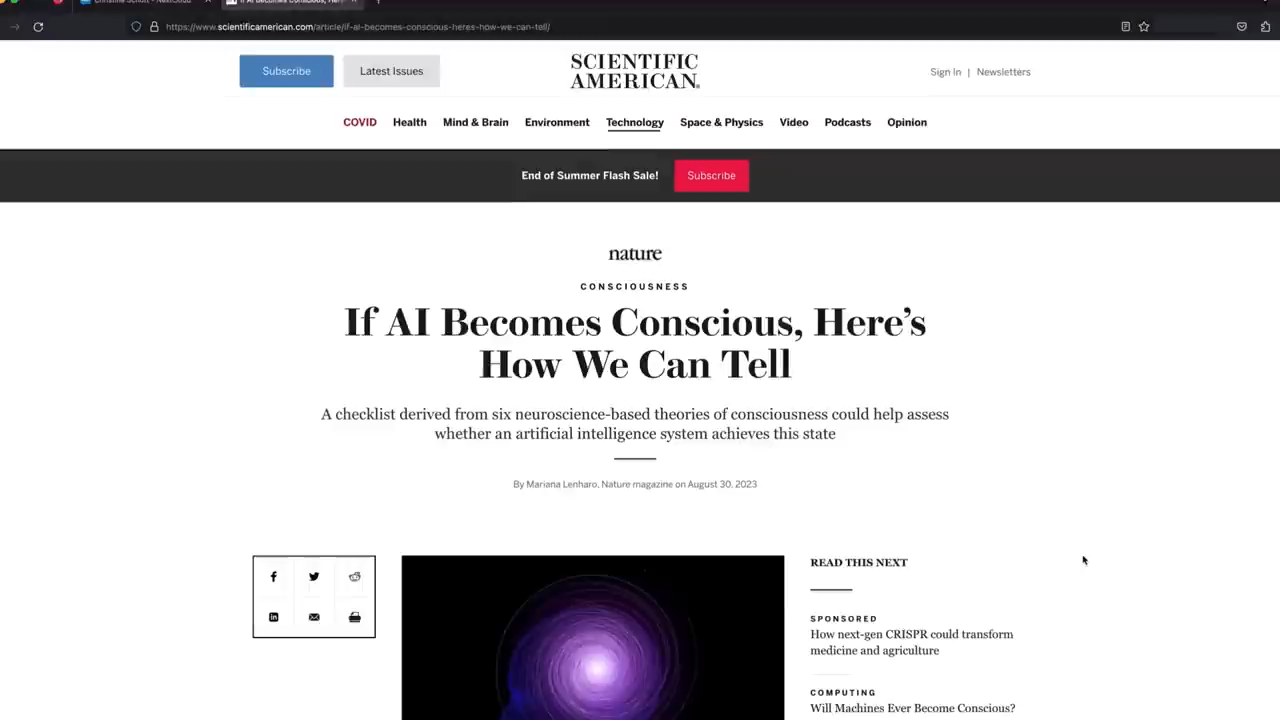 https://www.scientificamerican.com/article/if-ai-becomes-conscious-heres-how-we-can-tell/
Subscribe
Latest Issues
SCIENTIFIC
AMERICAN®
Sign In | Newsletters
COVID Health Mind & Brain Environment Technology Space & Physics Video Podcasts Opinion
End of Summer Flash Sale! Subscribe
nature
CONSCIOUSNESS
If AI Becomes Conscious, Here's
How We Can Tell
A checklist derived from six neuroscience-based theories of consciousness could help assess
whether an artificial intelligence system achieves this state
By Mariana Lenharo, Nature magazine on August 30, 2023
READ THIS NEXT
SPONSORED
How next-gen CRISPR could transform
medicine and agriculture
COMPUTING
Will Machines Ever Become Conscious?